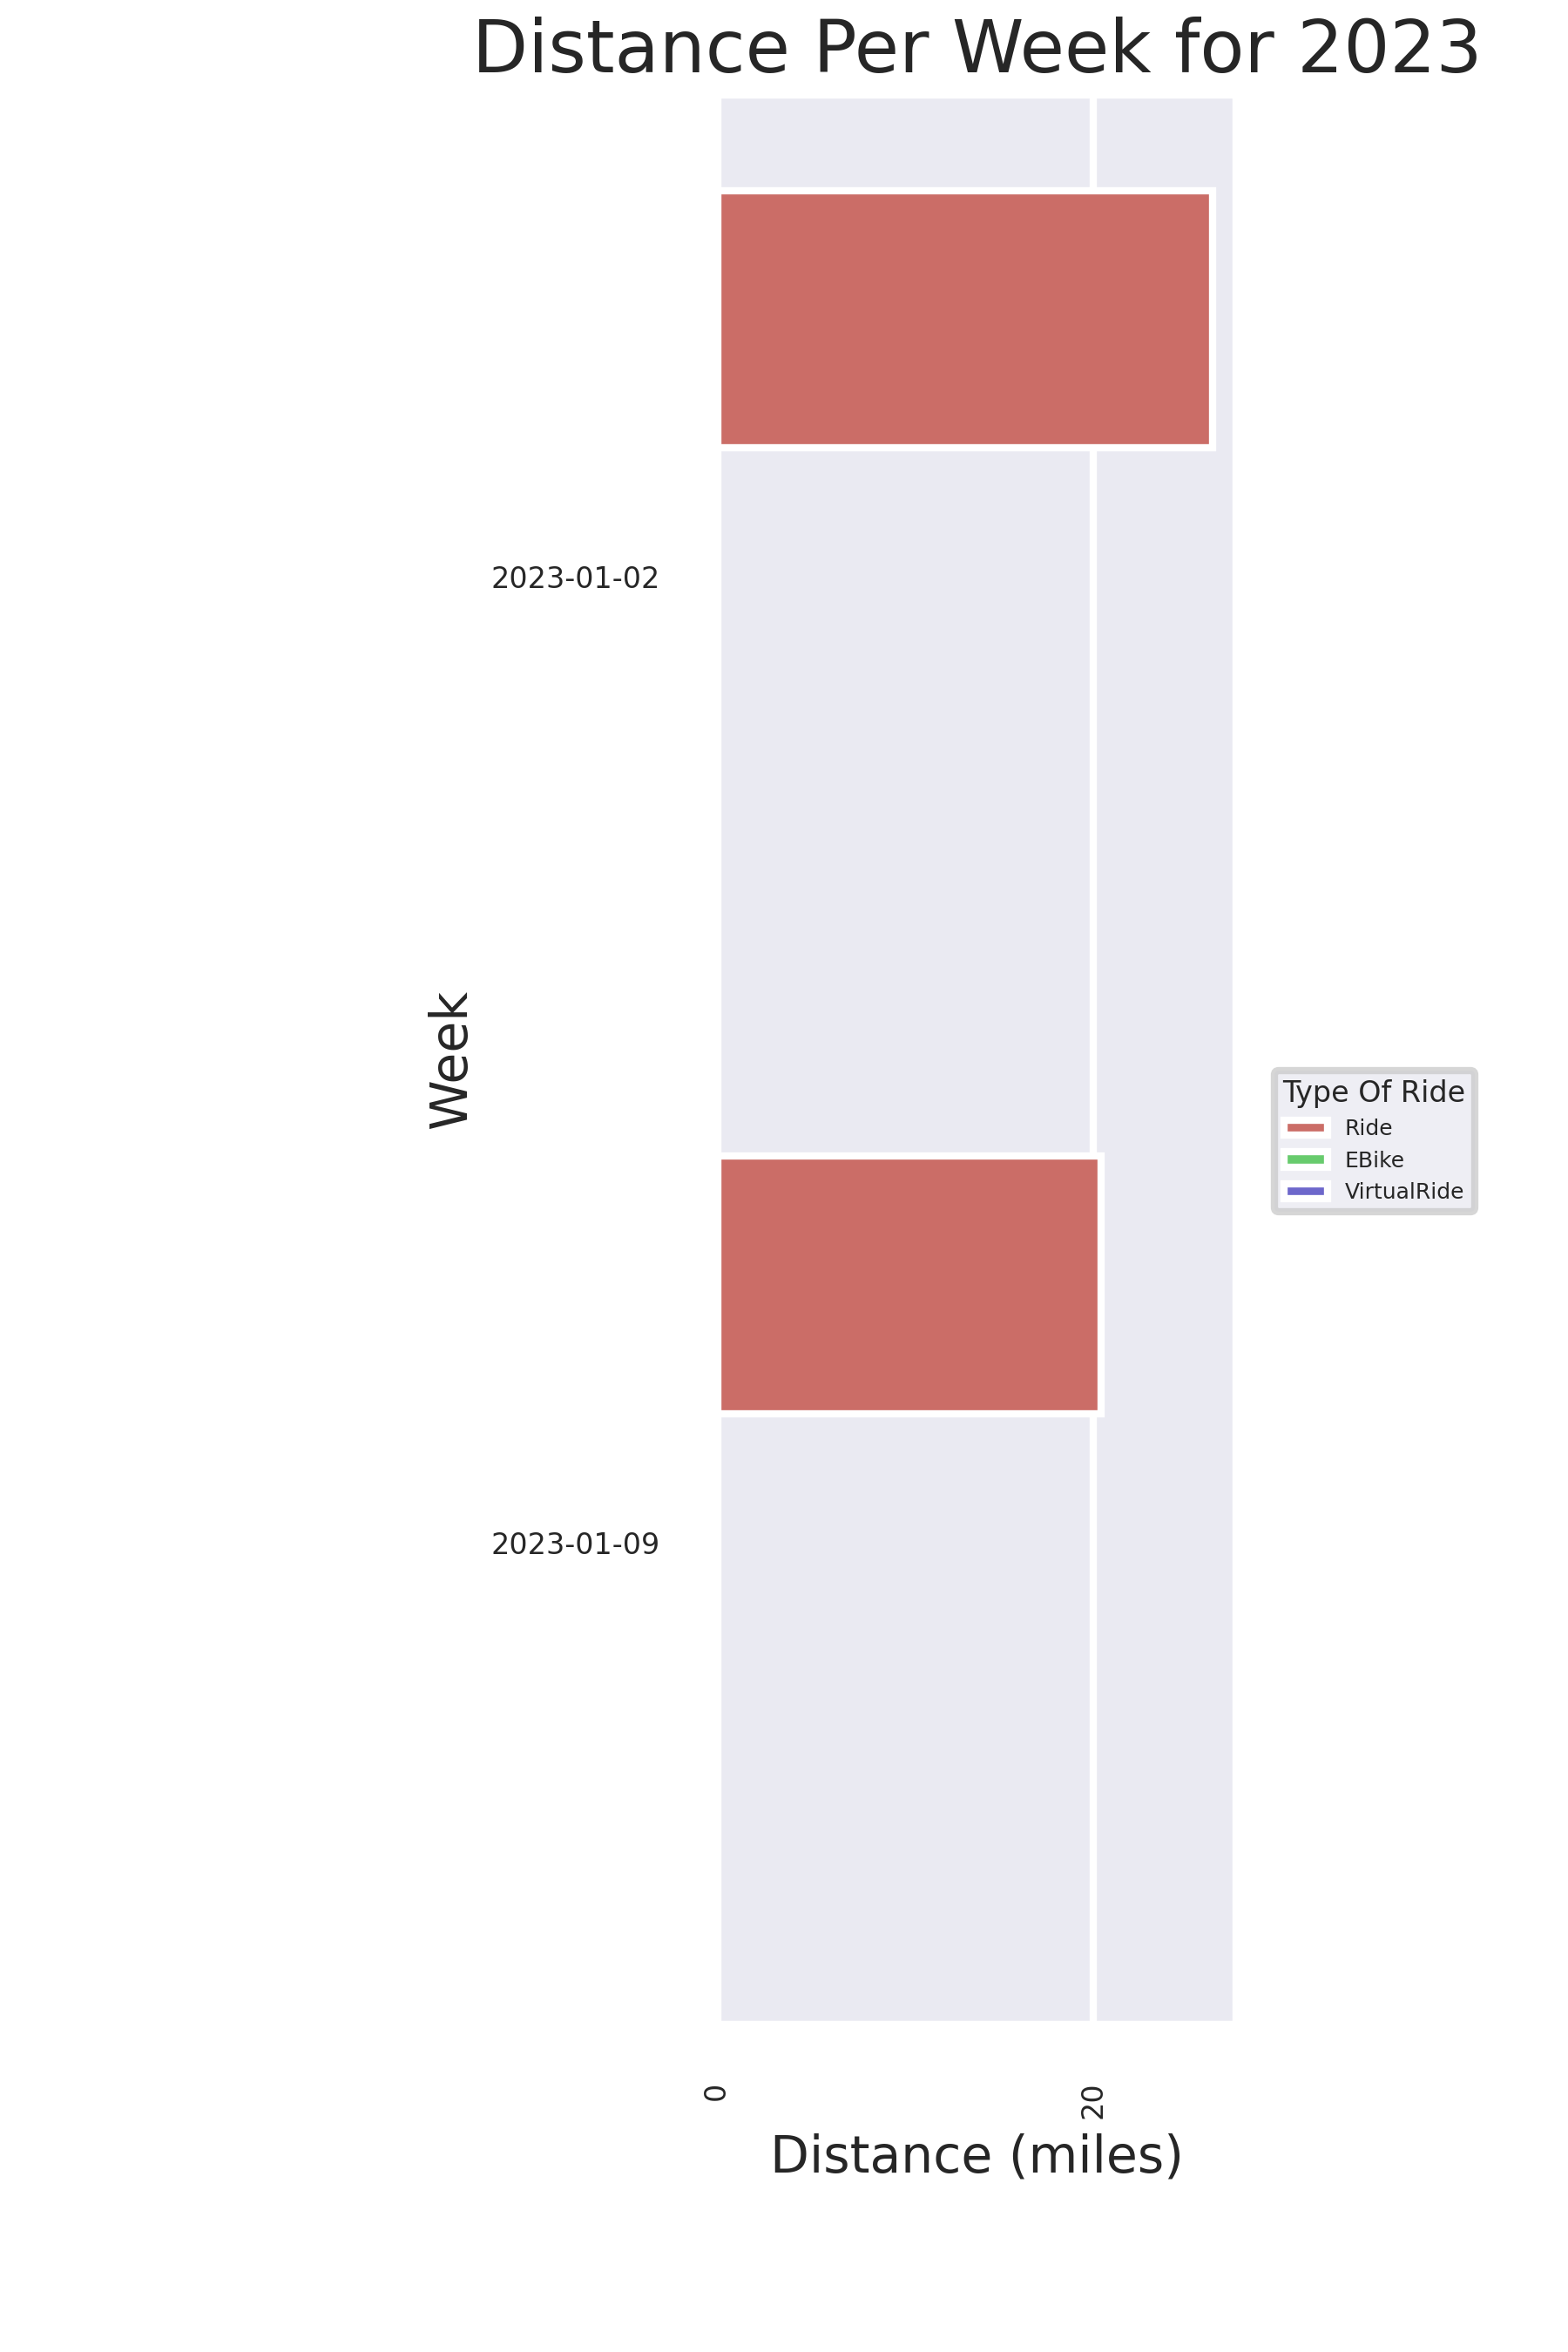 Distance Per Week for 2023
2023-01-02
Week
Type Of Ride
Ride
EBike
VirtualRide
2023-01-09
0
20
Distance (miles)